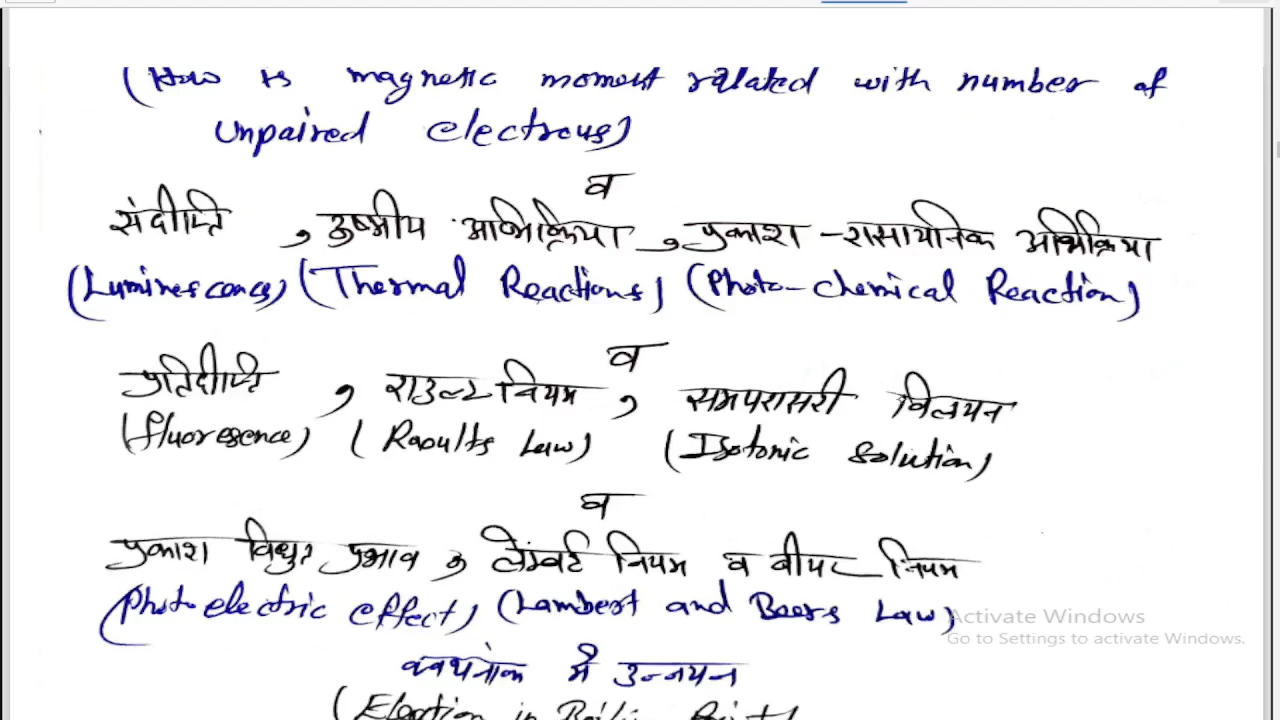 (How is magnetic moment related with number of
Unpaired electrons)
व
संदीप्ति , ऊष्मीय अभिक्रिया , प्रकाश - रासायनिक अभिक्रिया
(Luminescence) (Thermal Reactions) (Photo-chemical Reaction)
व
प्रतिदीप्ति , राउल्ट नियम , समपरासरी विलयन
(fluoresence) (Raoults Law) (Isotonic Solution)
व
प्रकाश विधुत प्रभाव , लैम्बर्ट नियम व बीयर नियम
(Photo electric effect) (Lambert and Beers Law)
Activate Windows
Go to Settings to activate Windows.
क्वथनांक में उन्नयन
in